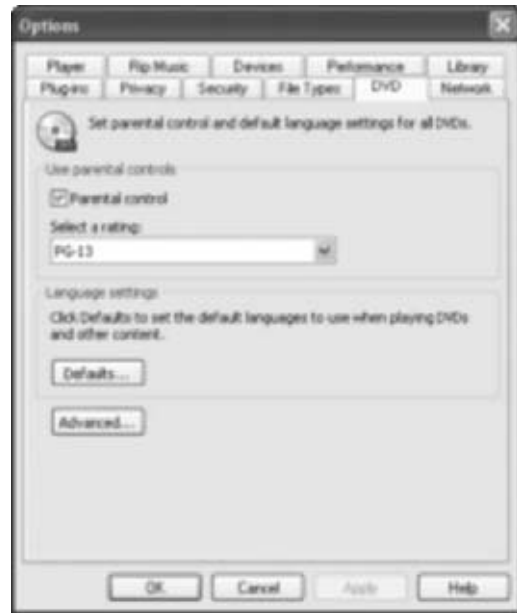 Options
Player Rip Music Devices Performance Library
Plug-ins Privacy Security File Types DVD Network
Set parental control and default language settings for all DVDs.
Use parental controls
Parental control
Select a rating:
PG-13
Language settings
Click Defaults to set the default languages to use when playing DVDs
and other content.
Defaults...
Advanced...
OK Cancel Apply Help